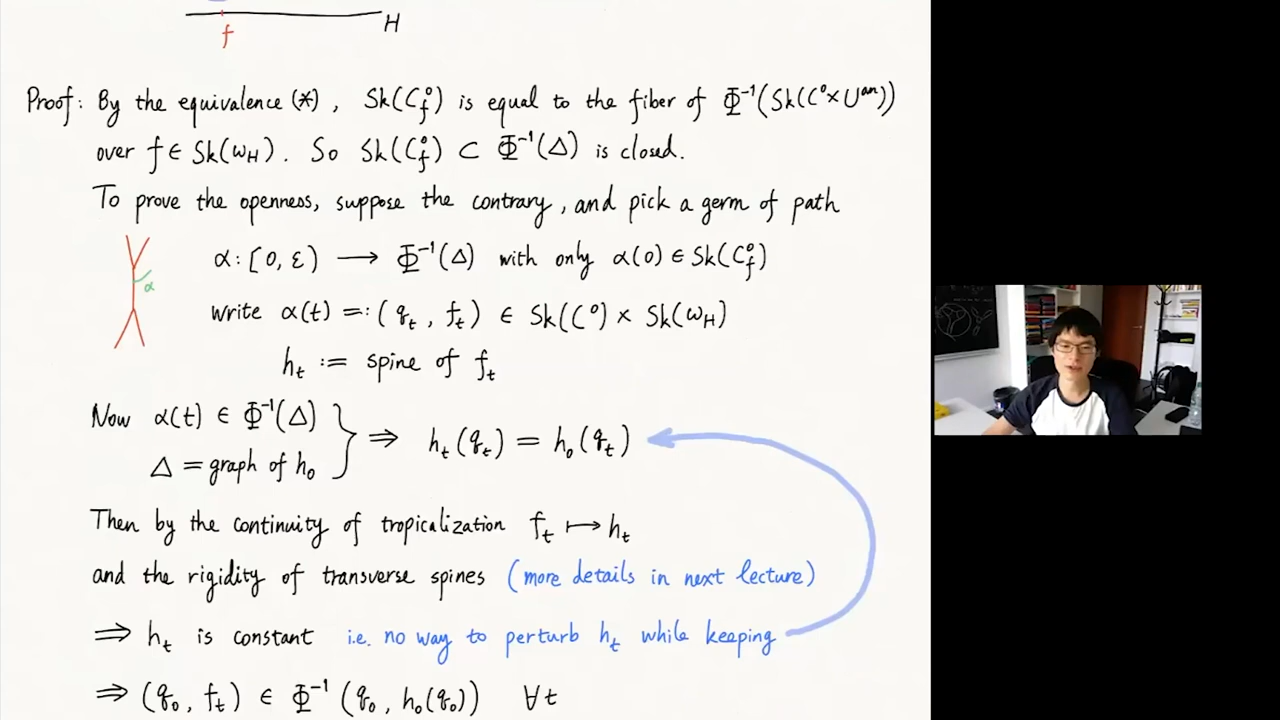 H
f
Proof: By the equivalence (*), Sk(C_f^o) is equal to the fiber of Φ^{-1}(Sk(C^o × U^{an}))
over f ∈ Sk(ω_H). So Sk(C_f^o) ⊂ Φ^{-1}(Δ) is closed.
To prove the openness, suppose the contrary, and pick a germ of path
α: [0, ε) ⟶ Φ^{-1}(Δ) with only α(0) ∈ Sk(C_f^o)
α
write α(t) =: (q_t, f_t) ∈ Sk(C^o) × Sk(ω_H)
h_t := spine of f_t
Now α(t) ∈ Φ^{-1}(Δ)
Δ = graph of h_0 } ⇒ h_t(q_t) = h_0(q_t)
Then by the continuity of tropicalization f_t ↦ h_t
and the rigidity of transverse spines (more details in next lecture)
⇒ h_t is constant i.e. no way to perturb h_t while keeping
⇒ (q_0, f_t) ∈ Φ^{-1}(q_0, h_0(q_0)) ∀t